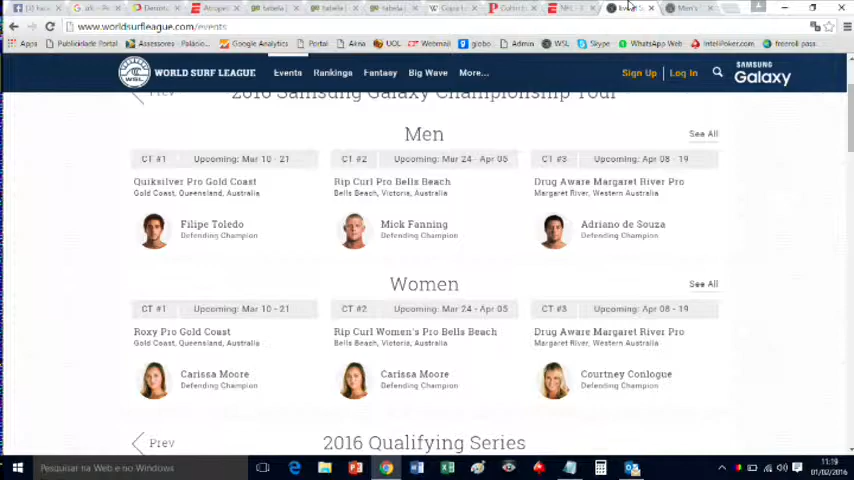 www.worldsurfleague.com/events
Apps
Publicidade Portal
Acessar
Google Analytics
Portal
Akna
UOL
Webmail
globo
Admin
Skype
WhatsApp Web
IntelPoker.com
freeroll pass
WSL WORLD SURF LEAGUE Events Rankings Fantasy Big Wave More... Sign Up Log In SAMSUNG Galaxy
Prev 2016 Samsung Galaxy Championship Tour
Men See All
CT #1 Upcoming: Mar 10 - 21 CT #2 Upcoming: Mar 24 - Apr 05 CT #3 Upcoming: Apr 08 - 19
Quiksilver Pro Gold Coast Rip Curl Pro Bells Beach Drug Aware Margaret River Pro
Gold Coast, Queensland, Australia Bells Beach, Victoria, Australia Margaret River, Western Australia
Filipe Toledo Mick Fanning Adriano de Souza
Defending Champion Defending Champion Defending Champion
Women See All
CT #1 Upcoming: Mar 10 - 21 CT #2 Upcoming: Mar 24 - Apr 05 CT #3 Upcoming: Apr 08 - 19
Roxy Pro Gold Coast Rip Curl Women's Pro Bells Beach Drug Aware Margaret River Pro
Gold Coast, Queensland, Australia Bells Beach, Victoria, Australia Margaret River, Western Australia
Carissa Moore Carissa Moore Courtney Conlogue
Defending Champion Defending Champion Defending Champion
Prev 2016 Qualifying Series
Pesquisar na Web e no Windows
11:19
01/02/2016